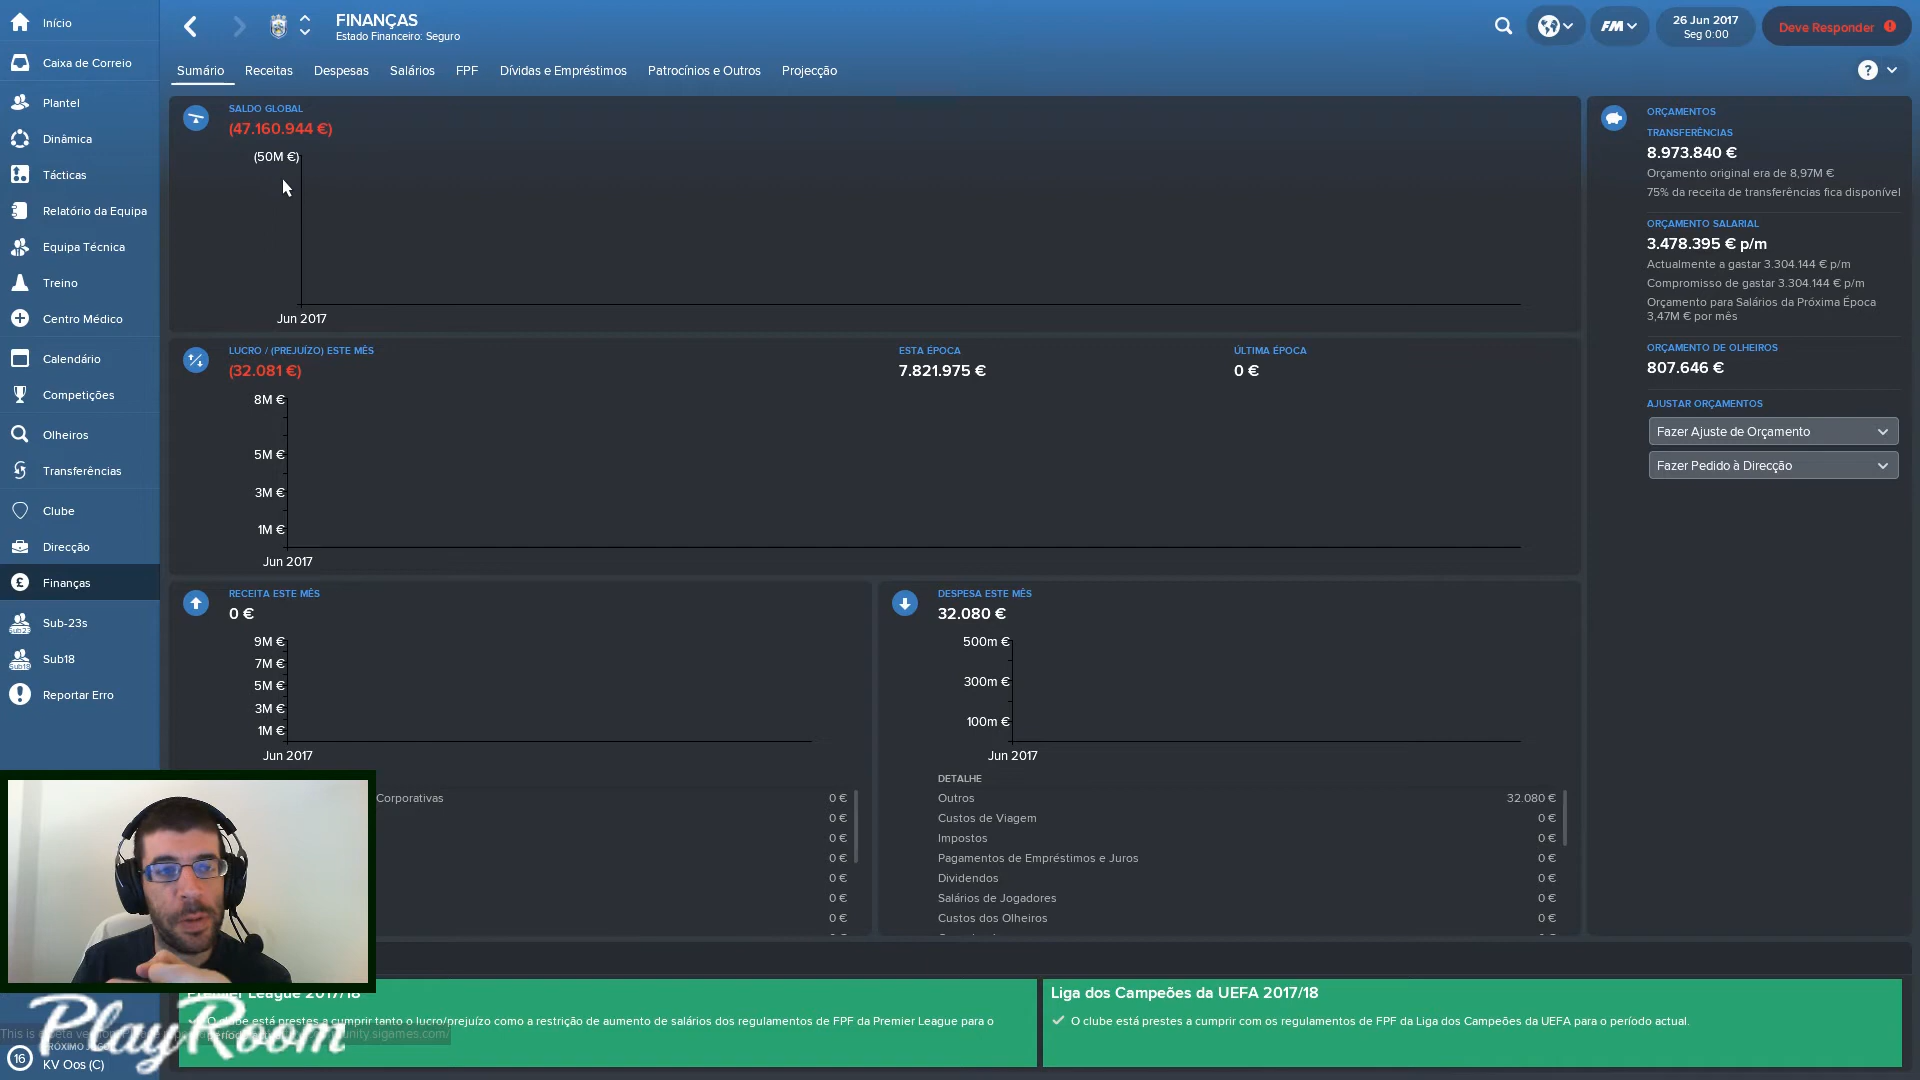 Início
Caixa de Correio
Plantel
Dinâmica
Tácticas
Relatório da Equipa
Equipa Técnica
Treino
Centro Médico
Calendário
Competições
Olheiros
Transferências
Clube
Direcção
Finanças
Sub-23s
Sub18
Reportar Erro
FINANÇAS
Estado Financeiro: Seguro
FM
26 Jun 2017
Seg 0:00
Deve Responder
Sumário
Receitas
Despesas
Salários
FPF
Dívidas e Empréstimos
Patrocínios e Outros
Projecção
SALDO GLOBAL
(47.160.944 €)
(50M €)
Jun 2017
LUCRO / (PREJUÍZO) ESTE MÊS
(32.081 €)
ESTA ÉPOCA
7.821.975 €
ÚLTIMA ÉPOCA
0 €
8M €
5M €
3M €
1M €
Jun 2017
RECEITA ESTE MÊS
0 €
9M €
7M €
5M €
3M €
1M €
Jun 2017
Corporativas 0 €
0 €
0 €
0 €
0 €
0 €
0 €
DESPESA ESTE MÊS
32.080 €
500m €
300m €
100m €
Jun 2017
DETALHE
Outros 32.080 €
Custos de Viagem 0 €
Impostos 0 €
Pagamentos de Empréstimos e Juros 0 €
Dividendos 0 €
Salários de Jogadores 0 €
Custos dos Olheiros 0 €
ORÇAMENTOS
TRANSFERÊNCIAS
8.973.840 €
Orçamento original era de 8,97M €
75% da receita de transferências fica disponível
ORÇAMENTO SALARIAL
3.478.395 € p/m
Actualmente a gastar 3.304.144 € p/m
Compromisso de gastar 3.304.144 € p/m
Orçamento para Salários da Próxima Época
3,47M € por mês
ORÇAMENTO DE OLHEIROS
807.646 €
AJUSTAR ORÇAMENTOS
Fazer Ajuste de Orçamento
Fazer Pedido à Direcção
Premier League 2017/18
O clube está prestes a cumprir tanto o lucro/prejuízo como a restrição de aumento de salários dos regulamentos de FPF da Premier League para o
Liga dos Campeões da UEFA 2017/18
O clube está prestes a cumprir com os regulamentos de FPF da Liga dos Campeões da UEFA para o período actual.
PlayRoom
16
KV Oos (C)